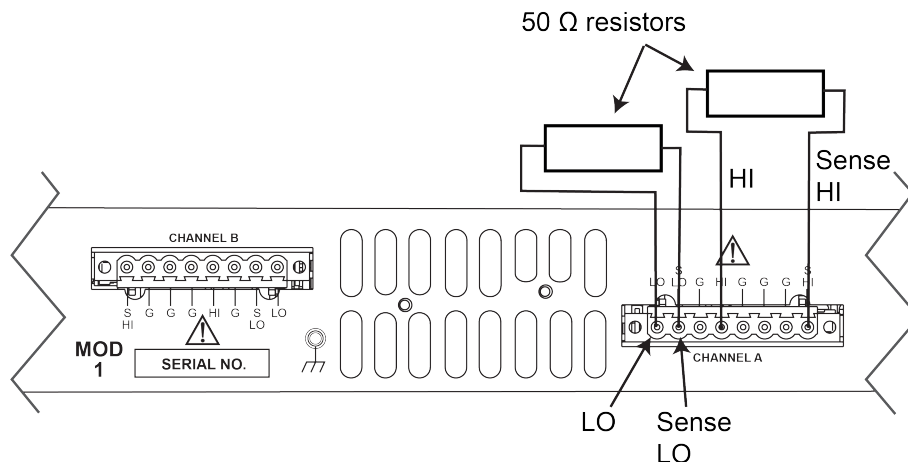 50 Ω resistors
HI
Sense
HI
CHANNEL B
S
HI
G
G
G
HI
G
S
LO
LO
MOD
1
SERIAL NO.
LO
S
LO
G
HI
G
G
G
S
HI
CHANNEL A
LO
Sense
LO